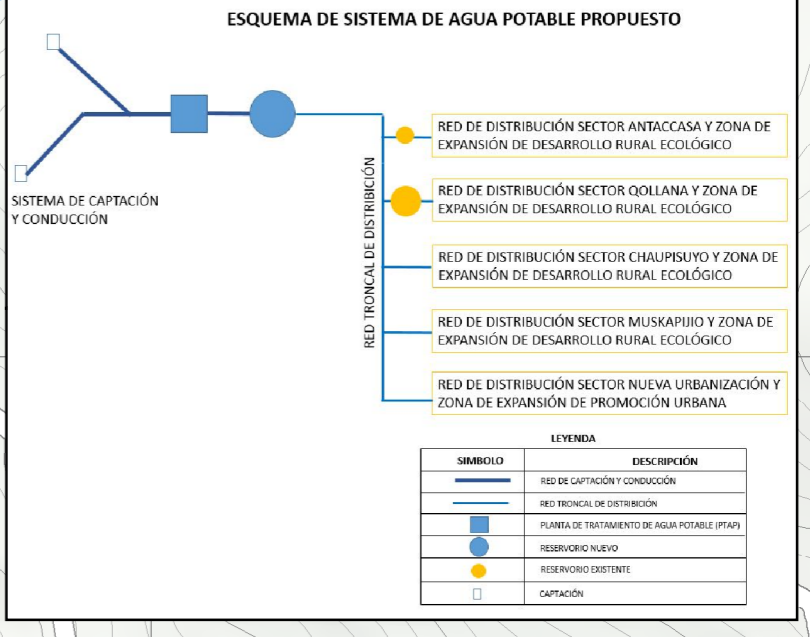 ESQUEMA DE SISTEMA DE AGUA POTABLE PROPUESTO
SISTEMA DE CAPTACIÓN
Y CONDUCCIÓN
RED TRONCAL DE DISTRIBICIÓN
RED DE DISTRIBUCIÓN SECTOR ANTACCASA Y ZONA DE
EXPANSIÓN DE DESARROLLO RURAL ECOLÓGICO
RED DE DISTRIBUCIÓN SECTOR QOLLANA Y ZONA DE
EXPANSIÓN DE DESARROLLO RURAL ECOLÓGICO
RED DE DISTRIBUCIÓN SECTOR CHAUPISUYO Y ZONA DE
EXPANSIÓN DE DESARROLLO RURAL ECOLÓGICO
RED DE DISTRIBUCIÓN SECTOR MUSKAPIJIO Y ZONA DE
EXPANSIÓN DE DESARROLLO RURAL ECOLÓGICO
RED DE DISTRIBUCIÓN SECTOR NUEVA URBANIZACIÓN Y
ZONA DE EXPANSIÓN DE PROMOCIÓN URBANA
LEYENDA
SIMBOLO DESCRIPCIÓN
RED DE CAPTACIÓN Y CONDUCCIÓN
RED TRONCAL DE DISTRIBICIÓN
PLANTA DE TRATAMIENTO DE AGUA POTABLE (PTAP)
RESERVORIO NUEVO
RESERVORIO EXISTENTE
CAPTACIÓN